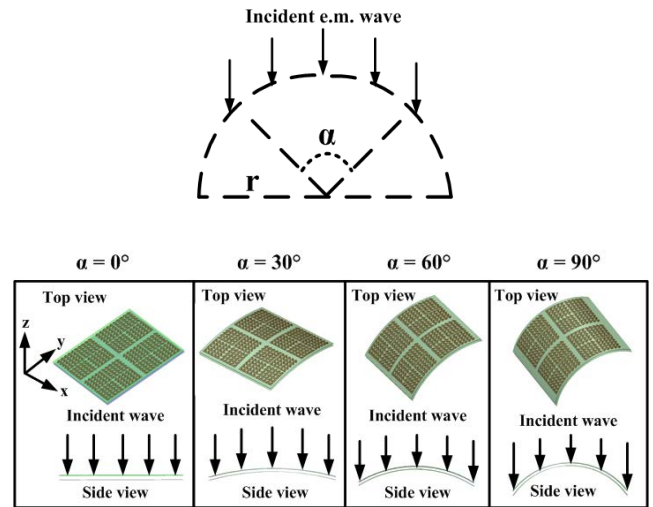 Incident e.m. wave
α
r
α = 0°
α = 30°
α = 60°
α = 90°
Top view
Top view
Top view
Top view
z
y
x
Incident wave
Incident wave
Incident wave
Incident wave
Side view
Side view
Side view
Side view